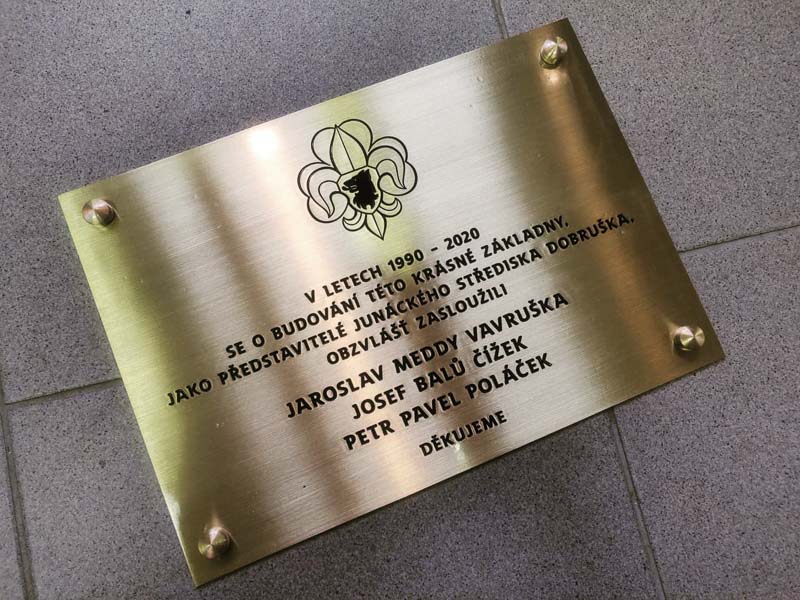 V LETECH 1990 - 2020
SE O BUDOVÁNÍ TÉTO KRÁSNÉ ZÁKLADNY,
JAKO PŘEDSTAVITELÉ JUNÁCKÉHO STŘEDISKA DOBRUŠKA,
OBZVLÁŠŤ ZASLOUŽILI
JAROSLAV MEDDY VAVRUŠKA
JOSEF BALŮ ČÍŽEK
PETR PAVEL POLÁČEK
DĚKUJEME